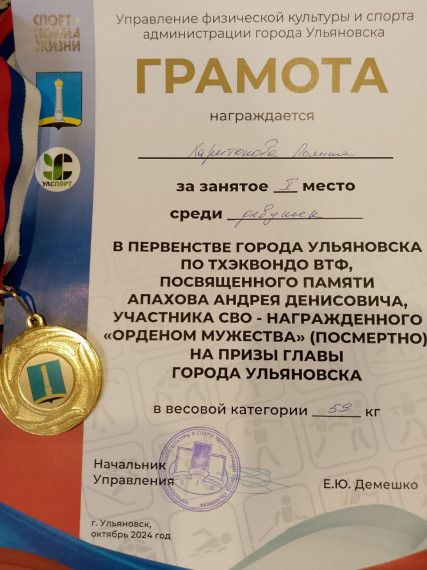 СПОРТ
НОРМА
ЖИЗНИ
Управление физической культуры и спорта
администрации города Ульяновска
ГРАМОТА
награждается
Харитонова Полина
УЛСПОРТ
за занятое I место
среди девушек
В ПЕРВЕНСТВЕ ГОРОДА УЛЬЯНОВСКА
ПО ТХЭКВОНДО ВТФ,
ПОСВЯЩЕННОГО ПАМЯТИ
АПАХОВА АНДРЕЯ ДЕНИСОВИЧА,
УЧАСТНИКА СВО - НАГРАЖДЕННОГО
«ОРДЕНОМ МУЖЕСТВА» (ПОСМЕРТНО)
НА ПРИЗЫ ГЛАВЫ
ГОРОДА УЛЬЯНОВСКА
в весовой категории 59 кг
Начальник
Управления
Е.Ю. Демешко
г. Ульяновск,
октябрь 2024 год